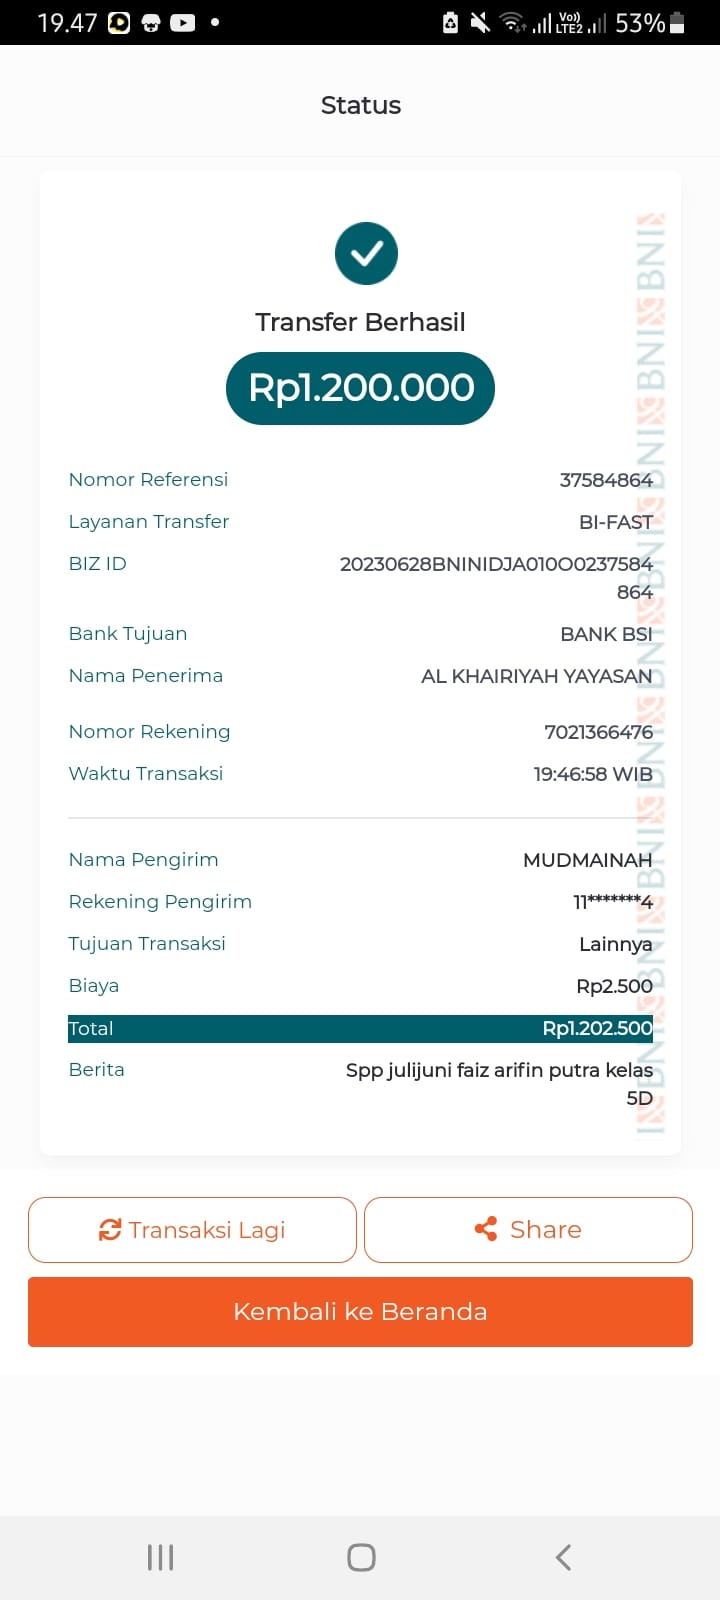 19.47
Vo))
LTE2
53%
Status
Transfer Berhasil
Rp1.200.000
Nomor Referensi 37584864
Layanan Transfer BI-FAST
BIZ ID 20230628BNINIDJA010O0237584
864
Bank Tujuan BANK BSI
Nama Penerima AL KHAIRIYAH YAYASAN
Nomor Rekening 7021366476
Waktu Transaksi 19:46:58 WIB
Nama Pengirim MUDMAINAH
Rekening Pengirim 11*******4
Tujuan Transaksi Lainnya
Biaya Rp2.500
Total Rp1.202.500
Berita Spp julijuni faiz arifin putra kelas
5D
BNI BNI BNI BNI BNI BNI BNI BNI BNI
Transaksi Lagi
Share
Kembali ke Beranda